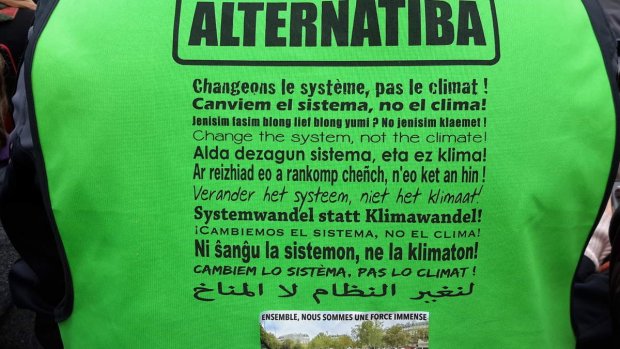 ALTERNATIBA
Changeons le système, pas le climat !
Canviem el sistema, no el clima!
Jenisim fasim blong lief blong yumi ? No jenisim klaemet !
Change the system, not the climate!
Alda dezagun sistema, eta ez klima!
Ar reizhiad eo a rankomp cheñch, n'eo ket an hin !
Verander het systeem, niet het klimaat!
Systemwandel statt Klimawandel!
¡CAMBIEMOS EL SISTEMA, NO EL CLIMA!
Ni ŝanĝu la sistemon, ne la klimaton!
CAMBIEM LO SISTÈMA, PAS LO CLIMAT !
لنغير النظام لا المناخ
ENSEMBLE, NOUS SOMMES UNE FORCE IMMENSE